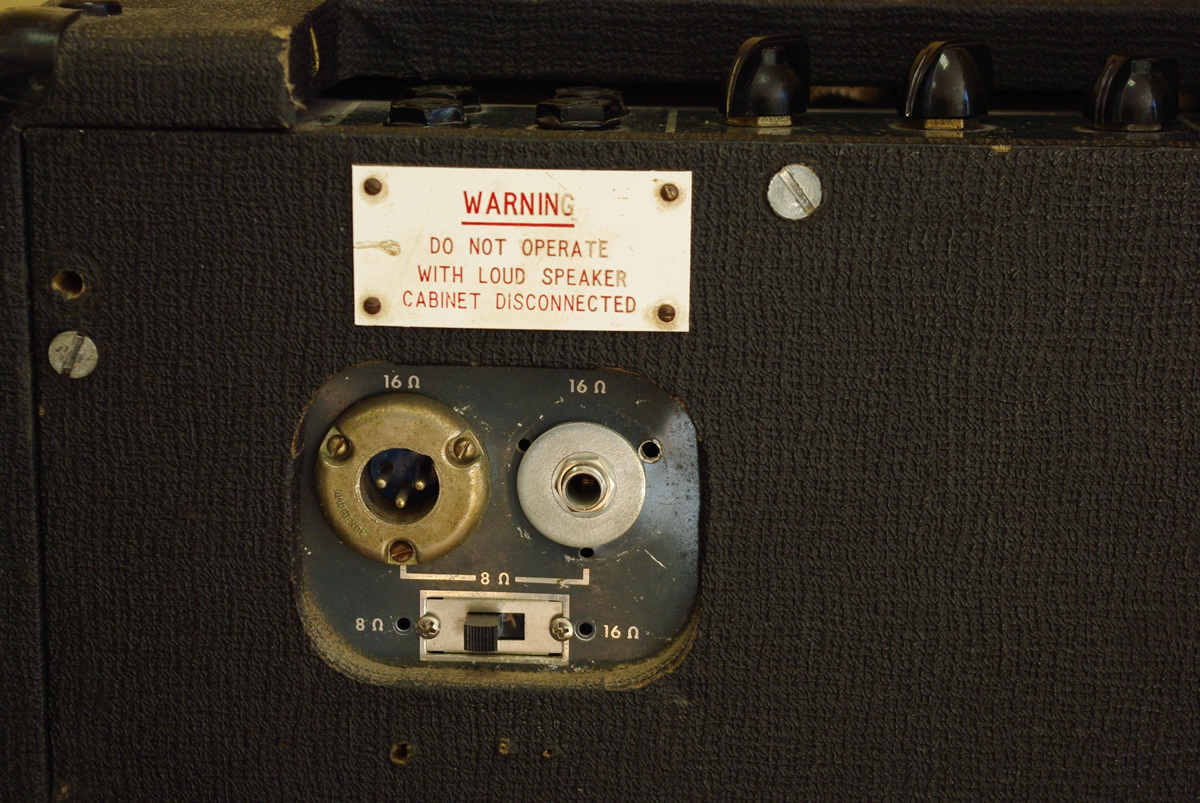 WARNING
DO NOT OPERATE
WITH LOUD SPEAKER
CABINET DISCONNECTED
16 Ω
16 Ω
8 Ω
8 Ω
16 Ω